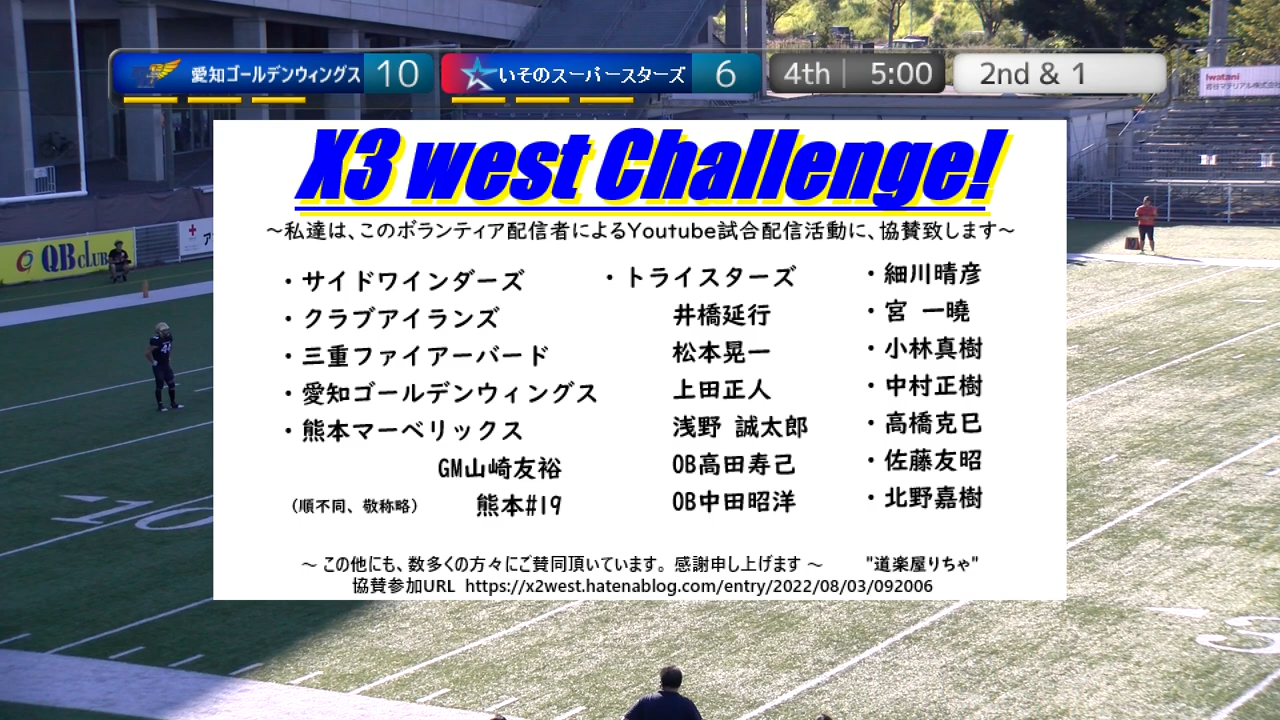 愛知ゴールデンウィングス 10 いそのスーパースターズ 6 4th 5:00 2nd & 1
Iwatani
X3 west Challenge!
～私達は、このボランティア配信者によるYoutube試合配信活動に、協賛致します～
QB CLUB
・サイドワインダーズ
・クラブアイランズ
・三重ファイアーバード
・愛知ゴールデンウィングス
・熊本マーベリックス
GM山崎友裕
（順不同、敬称略） 熊本#19
・トライスターズ
井橋延行
松本晃一
上田正人
浅野 誠太郎
OB高田寿己
OB中田昭洋
・細川晴彦
・宮 一曉
・小林真樹
・中村正樹
・高橋克巳
・佐藤友昭
・北野嘉樹
～ この他にも、数多くの方々にご賛同頂いています。感謝申し上げます ～ "道楽屋りちゃ"
協賛参加URL https://x2west.hatenablog.com/entry/2022/08/03/092006
10